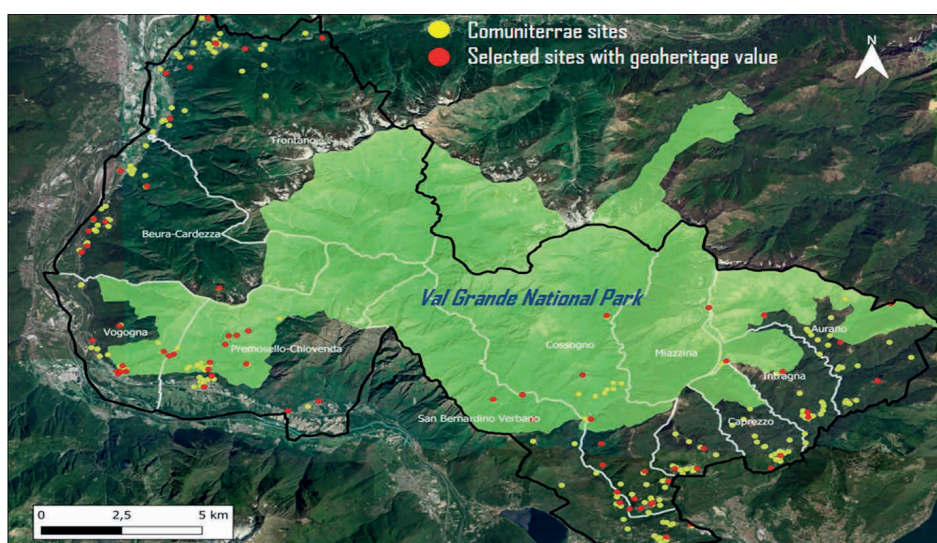 Comuniterrae sites
Selected sites with geoheritage value
N
Trontano
Beura-Cardezza
Val Grande National Park
Vogogna
Premosello-Chiovenda
Cossogno
Miazzina
Aurano
Intragna
San Bernardino Verbano
Caprezzo
0 2,5 5 km